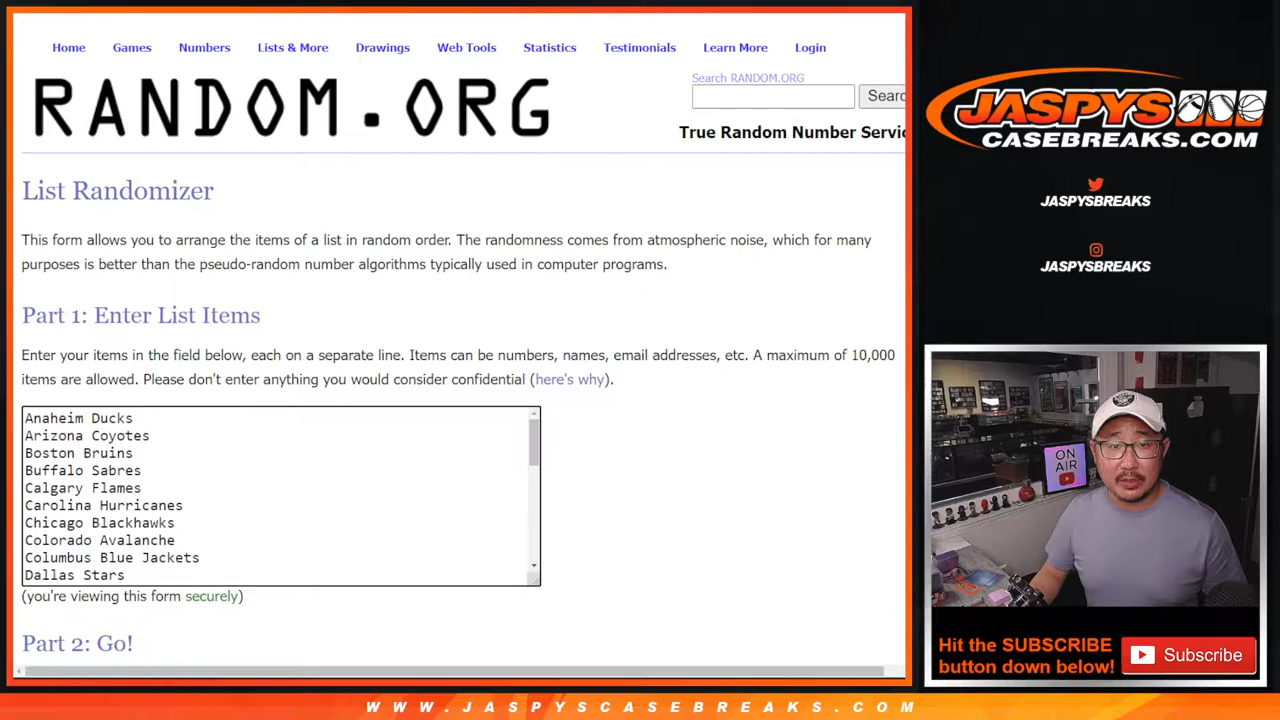 Home Games Numbers Lists & More Drawings Web Tools Statistics Testimonials Learn More Login
RANDOM.ORG
Search RANDOM.ORG
Searc
True Random Number Servic
List Randomizer
This form allows you to arrange the items of a list in random order. The randomness comes from atmospheric noise, which for many
purposes is better than the pseudo-random number algorithms typically used in computer programs.
Part 1: Enter List Items
Enter your items in the field below, each on a separate line. Items can be numbers, names, email addresses, etc. A maximum of 10,000
items are allowed. Please don't enter anything you would consider confidential (here's why).
Anaheim Ducks
Arizona Coyotes
Boston Bruins
Buffalo Sabres
Calgary Flames
Carolina Hurricanes
Chicago Blackhawks
Colorado Avalanche
Columbus Blue Jackets
Dallas Stars
(you're viewing this form securely)
Part 2: Go!
JASPYS
CASEBREAKS.COM
JASPYSBREAKS
JASPYSBREAKS
ON
AIR
Hit the SUBSCRIBE
button down below!
Subscribe
WWW.JASPYSCASEBREAKS.COM